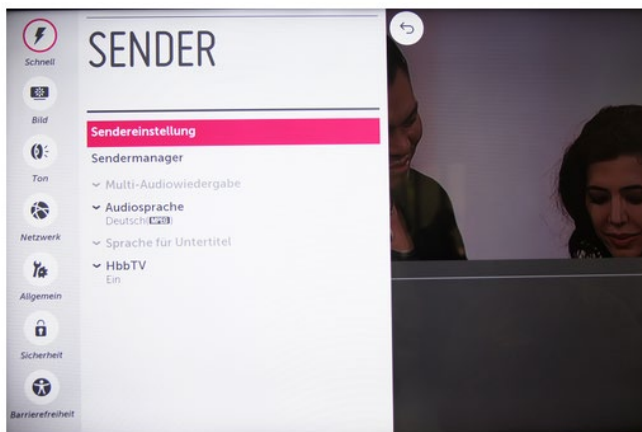 Schnell
Bild
Ton
Netzwerk
Allgemein
Sicherheit
Barrierefreiheit
SENDER
Sendereinstellung
Sendermanager
Multi-Audiowiedergabe
Audiosprache
Deutsch(MPEG)
Sprache für Untertitel
HbbTV
Ein